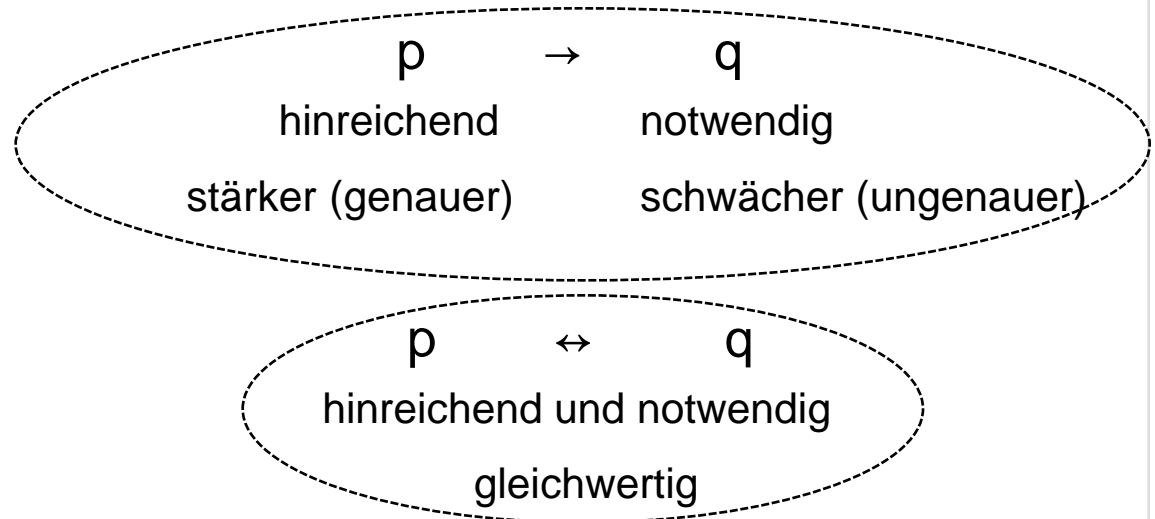 p → q
hinreichend notwendig
stärker (genauer) schwächer (ungenauer)
p ↔ q
hinreichend und notwendig
gleichwertig